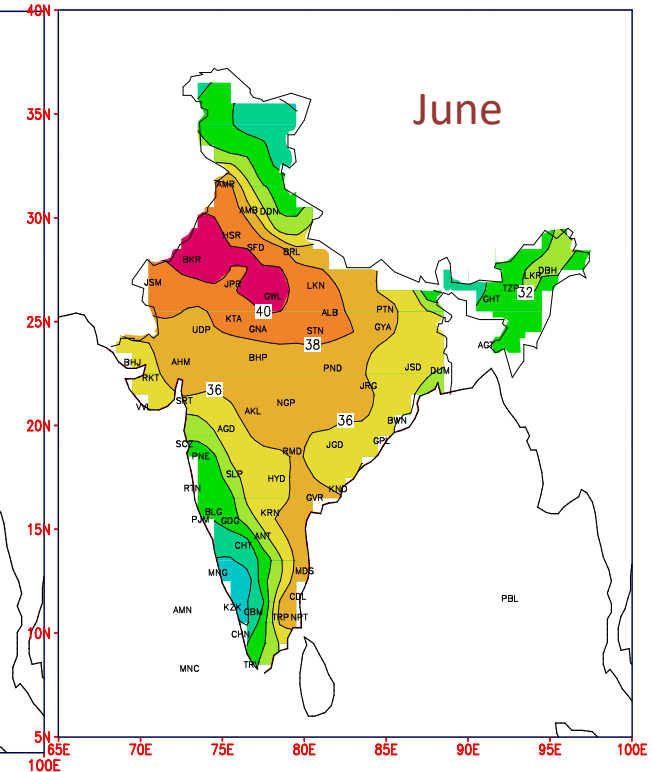 40N
June
35N
AMR
30N
AMB DDN
HSR
SFD
BRL
BKR
DBH
LKR
JSM
JPR
LKN
TZP
32
GWL
GHT
40
ALB
PTN
KTA
25N
UDP
GNA
STN
GYA
38
AGT
BHJ
AHM
BHP
PND
JSD
DUM
RKT
JRG
36
SRT
NGP
VVL
AKL
20N
36
BWN
AGD
SCZ
JGD
GPL
PNE
RMD
SLP
HYD
RTN
KND
GVR
BLG
KRN
PJM
GDG
15N
ANT
CHT
MNG
MDS
CDL
PBL
AMN
KZK
CBM
TRP NPT
10N
CHN
MNC
TRV
5N
65E 70E 75E 80E 85E 90E 95E 100E
100E